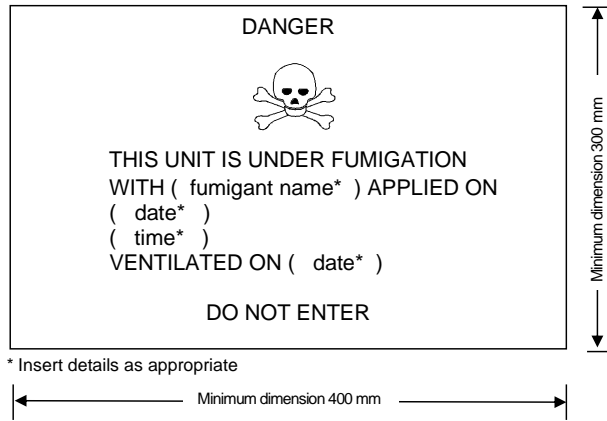 DANGER
THIS UNIT IS UNDER FUMIGATION
WITH ( fumigant name* ) APPLIED ON
( date* )
( time* )
VENTILATED ON ( date* )
DO NOT ENTER
Minimum dimension 300 mm
* Insert details as appropriate
Minimum dimension 400 mm